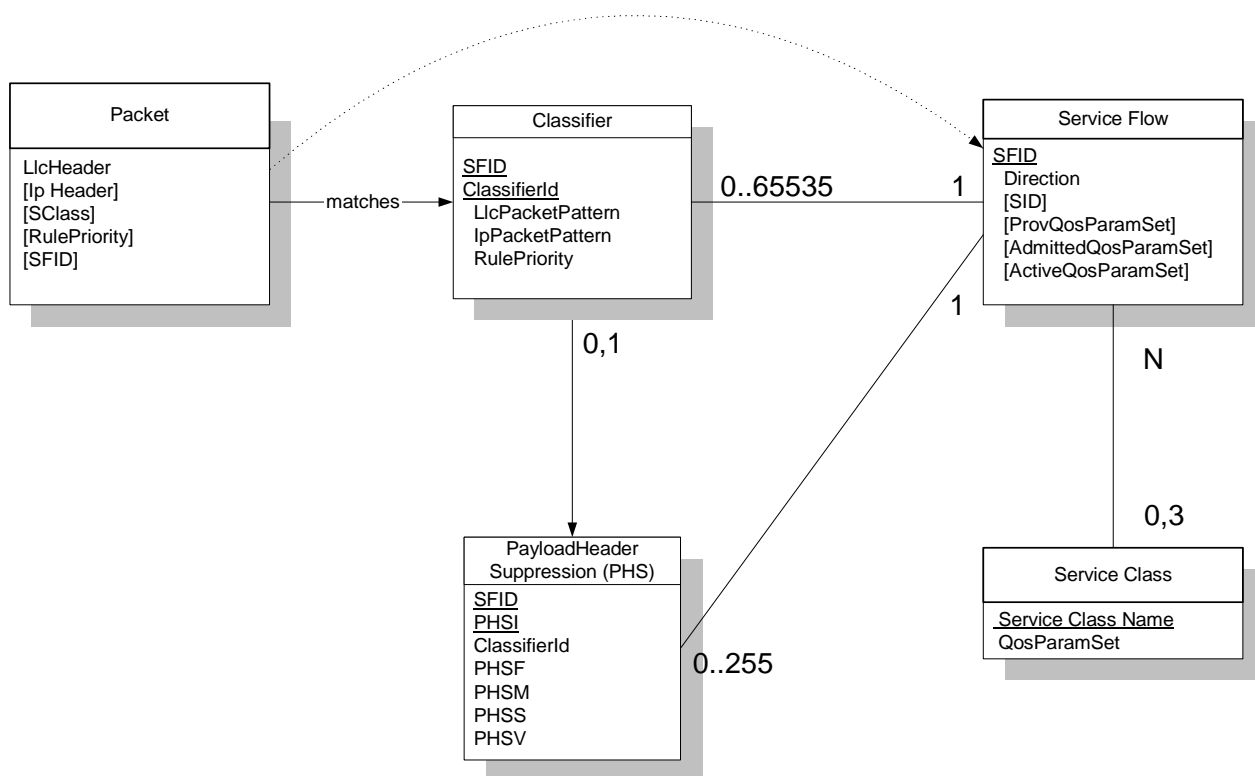 Packet
LlcHeader
[Ip Header]
[SClass]
[RulePriority]
[SFID]
matches
Classifier
SFID
ClassifierId
LlcPacketPattern
IpPacketPattern
RulePriority
0..65535
1
Service Flow
SFID
Direction
[SID]
[ProvQosParamSet]
[AdmittedQosParamSet]
[ActiveQosParamSet]
1
0,1
N
0,3
PayloadHeader
Suppression (PHS)
SFID
PHSI
ClassifierId
PHSF
PHSM
PHSS
PHSV
0..255
Service Class
Service Class Name
QosParamSet